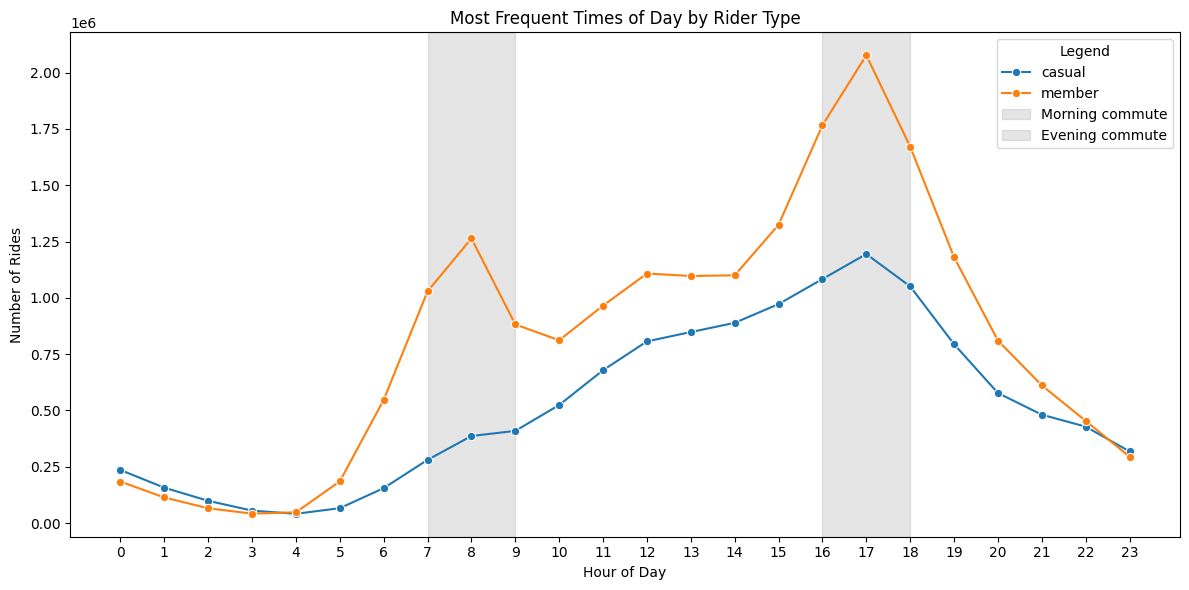 Most Frequent Times of Day by Rider Type
1e6
Legend
casual
member
Morning commute
Evening commute
Number of Rides
2.00
1.75
1.50
1.25
1.00
0.75
0.50
0.25
0.00
0 1 2 3 4 5 6 7 8 9 10 11 12 13 14 15 16 17 18 19 20 21 22 23
Hour of Day